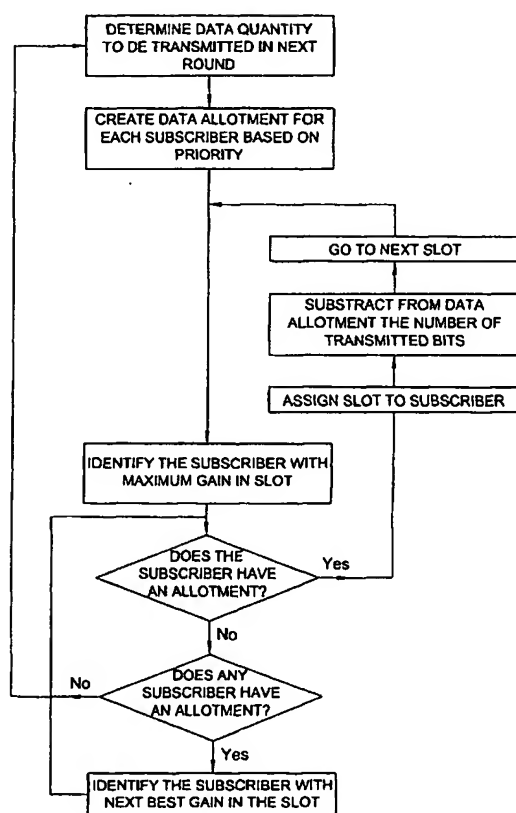 DETERMINE DATA QUANTITY
TO DE TRANSMITTED IN NEXT
ROUND
CREATE DATA ALLOTMENT FOR
EACH SUBSCRIBER BASED ON
PRIORITY
GO TO NEXT SLOT
SUBSTRACT FROM DATA
ALLOTMENT THE NUMBER OF
TRANSMITTED BITS
ASSIGN SLOT TO SUBSCRIBER
IDENTIFY THE SUBSCRIBER WITH
MAXIMUM GAIN IN SLOT
DOES THE
SUBSCRIBER HAVE
AN ALLOTMENT?
Yes
No
DOES ANY
SUBSCRIBER HAVE
AN ALLOTMENT?
No
Yes
IDENTIFY THE SUBSCRIBER WITH
NEXT BEST GAIN IN THE SLOT